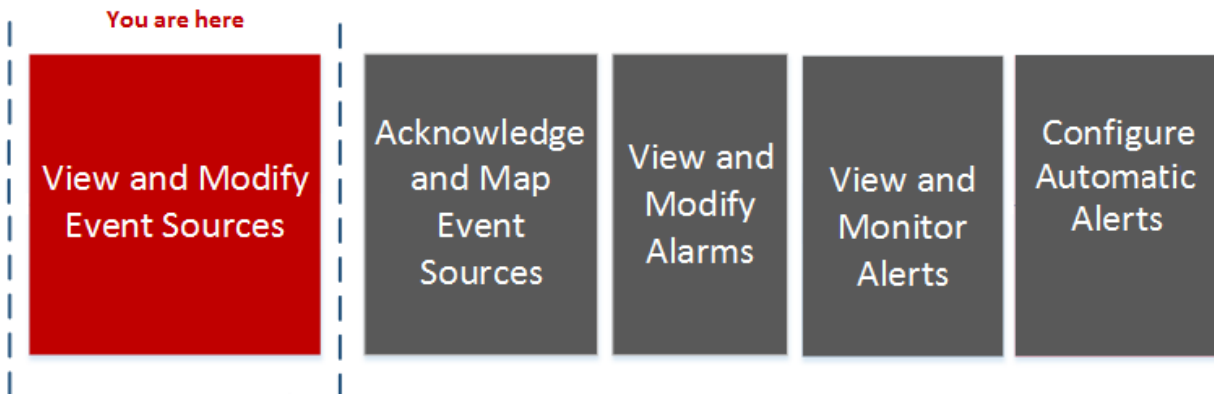 You are here
View and Modify
Event Sources
Acknowledge
and Map
Event
Sources
View and
Modify
Alarms
View and
Monitor
Alerts
Configure
Automatic
Alerts